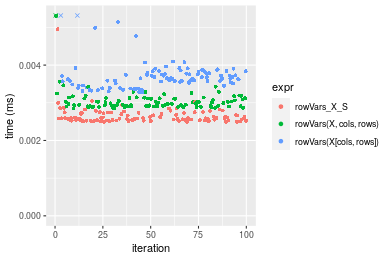 0.004
0.002
0.000
time (ms)
0
25
50
75
100
iteration
expr
rowVars_X_S
rowVars(X, cols, rows)
rowVars(X[cols, rows])